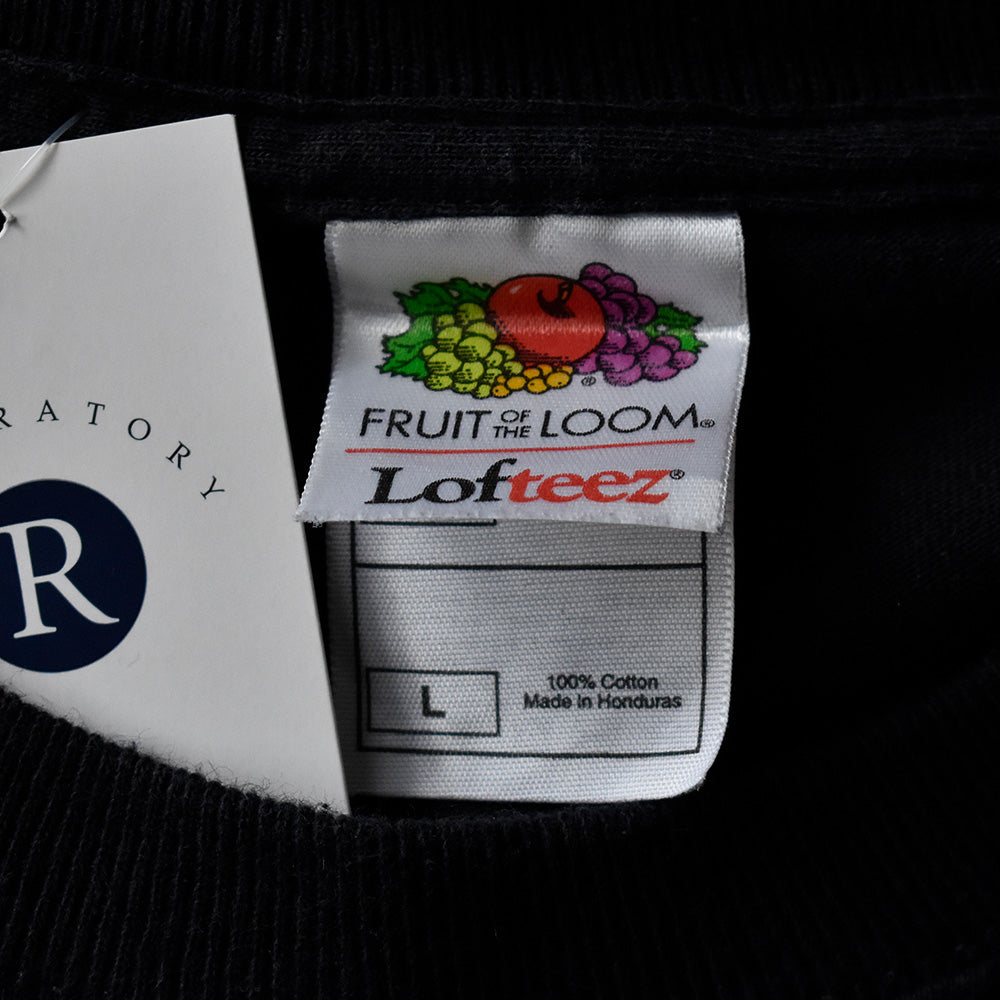 RATORY
R
FRUIT OF THE LOOM®
Lofteez®
L
100% Cotton
Made in Honduras